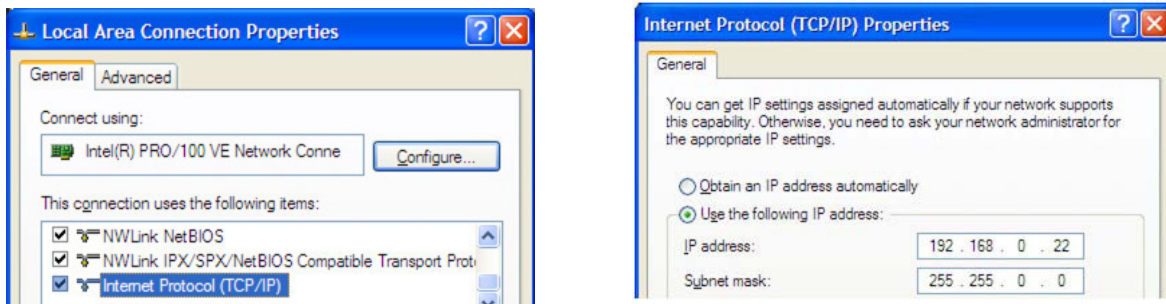 Local Area Connection Properties
General Advanced
Connect using:
Intel(R) PRO/100 VE Network Conne
Configure...
This connection uses the following items:
NWLink NetBIOS
NWLink IPX/SPX/NetBIOS Compatible Transport Prot
Internet Protocol (TCP/IP)
Internet Protocol (TCP/IP) Properties
General
You can get IP settings assigned automatically if your network supports
this capability. Otherwise, you need to ask your network administrator for
the appropriate IP settings.
Obtain an IP address automatically
Use the following IP address:
IP address: 192 . 168 . 0 . 22
Subnet mask: 255 . 255 . 0 . 0